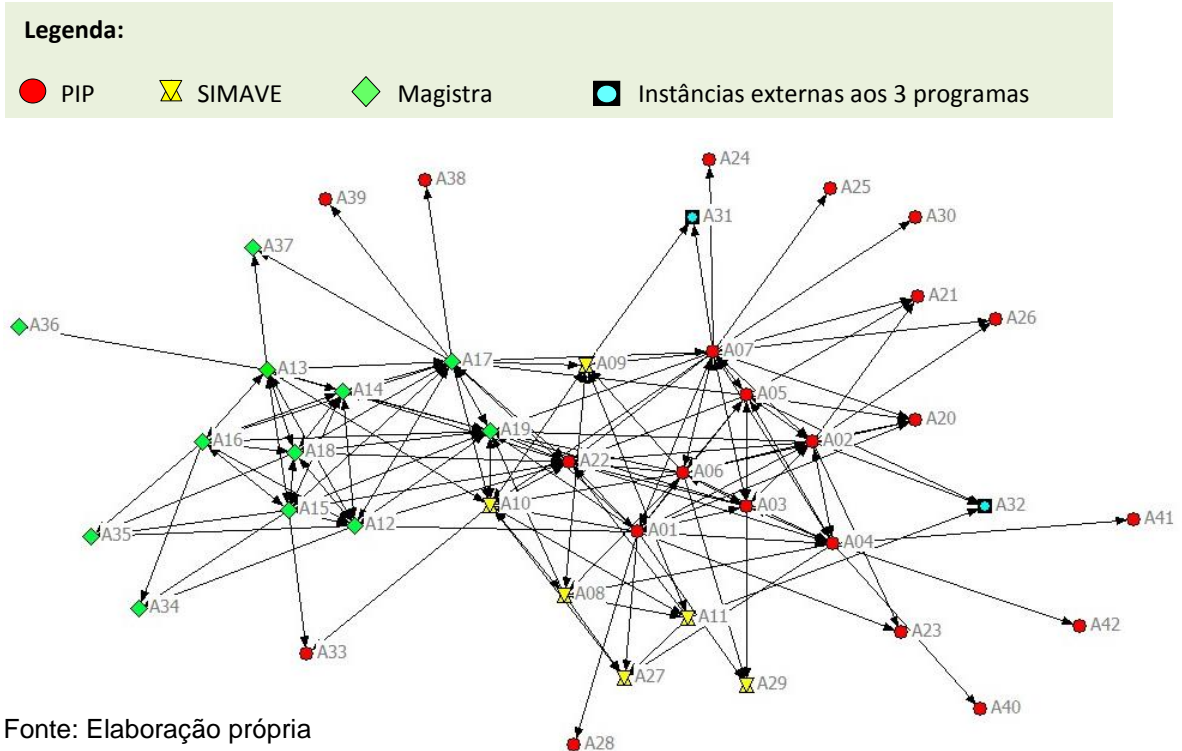 Legenda:
PIP SIMAVE Magistra Instâncias externas aos 3 programas
A24
A38
A25
A39
A31
A30
A37
A21
A26
A36
A07
A17
A09
A13
A05
A14
A20
A19
A02
A16
A18
A22
A06
A10
A03
A32
A15
A41
A12
A01
A35
A04
A08
A34
A11
A42
A23
A33
A27
A29
A40
Fonte: Elaboração própria
A28